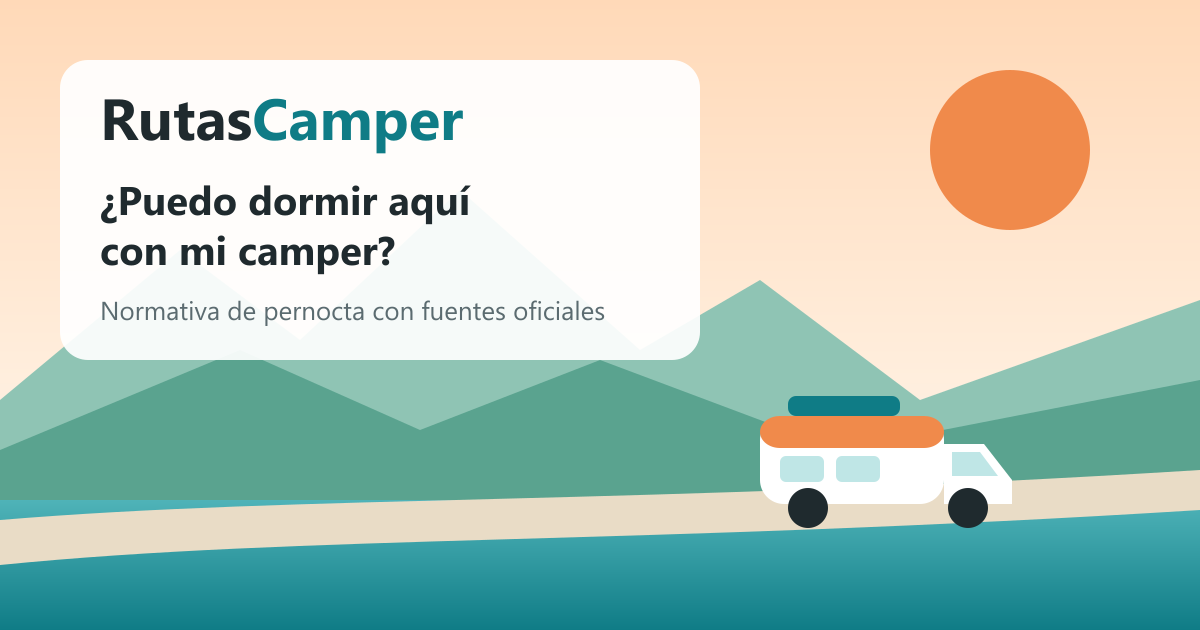 RutasCamper
¿Puedo dormir aquí
con mi camper?
Normativa de pernocta con fuentes oficiales